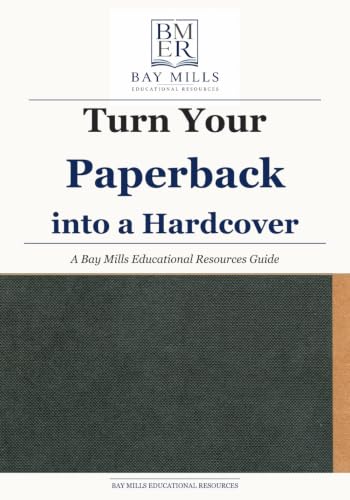 BM
ER
BAY MILLS
EDUCATIONAL RESOURCES
Turn Your
Paperback
into a Hardcover
A Bay Mills Educational Resources Guide
BAY MILLS EDUCATIONAL RESOURCES